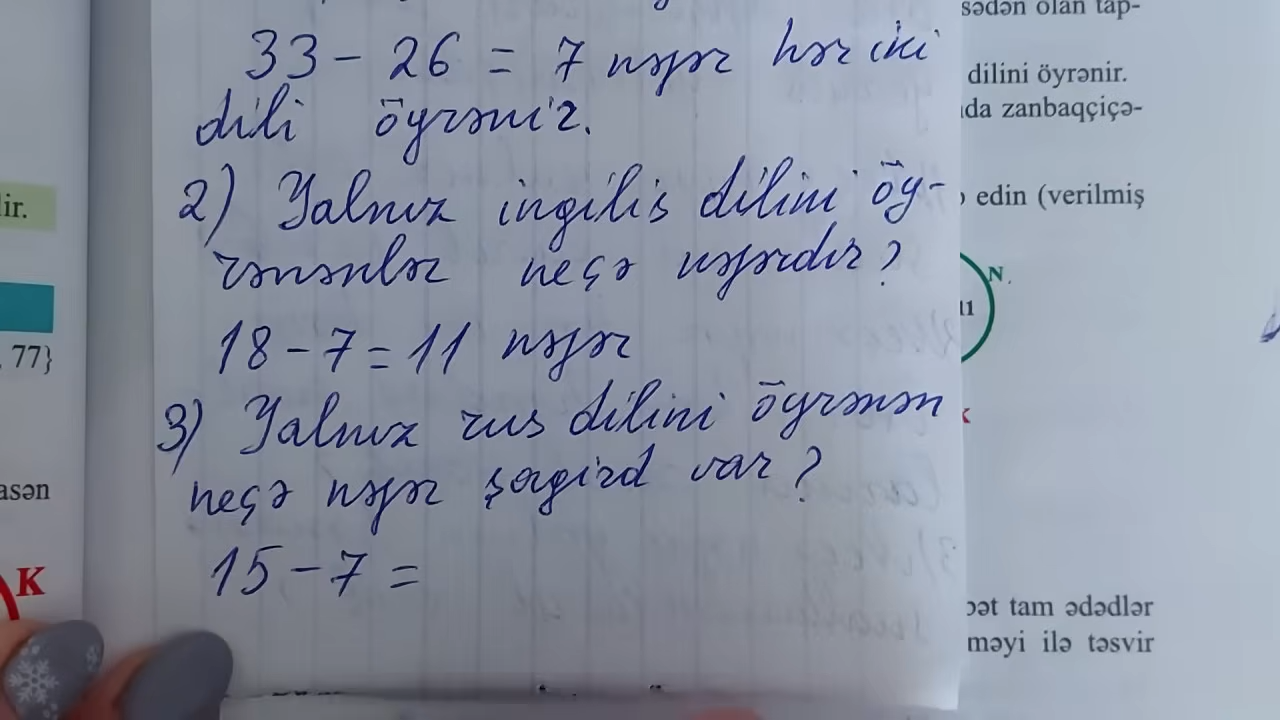 sədən olan tap-
33 - 26 = 7 nəfər hər iki
dilini öyrənir.
dili öyrənir.
da zanbaqçiçə-
2) Yalnız ingilis dilini öy-
edin (verilmiş
ir.
rənənlər neçə nəfərdir?
N
11
18 - 7 = 11 nəfər
77}
3) Yalnız rus dilini öyrənən
K
neçə nəfər şagird var?
asən
15 - 7 =
K
tam ədədlər
məyi ilə təsvir